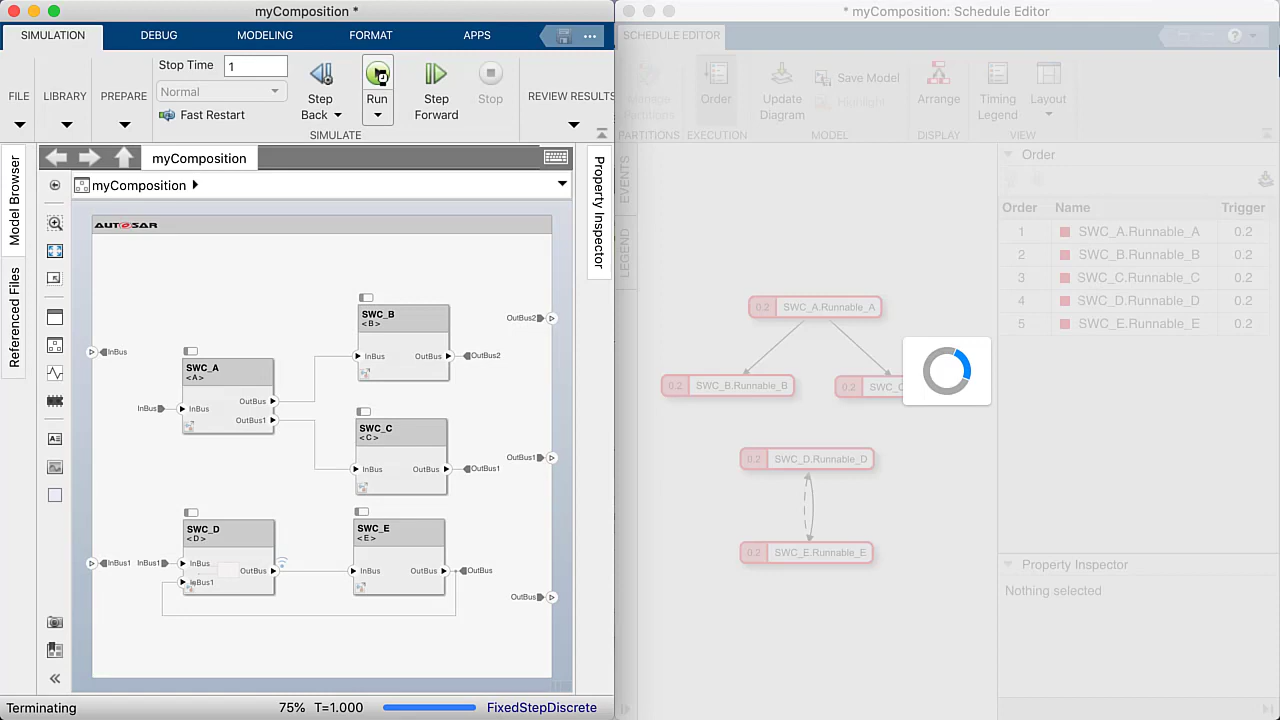 myComposition *
SIMULATION
DEBUG
MODELING
FORMAT
APPS
Stop Time
1
Normal
Fast Restart
FILE
LIBRARY
PREPARE
Step
Back
Run
Step
Forward
Stop
REVIEW RESULTS
SIMULATE
Model Browser
Referenced Files
myComposition
myComposition
Property Inspector
AUTOSAR
SWC_B
<B>
InBus
OutBus
OutBus2
OutBus2
InBus
SWC_A
<A>
InBus
InBus
OutBus
OutBus1
SWC_C
<C>
InBus
OutBus
OutBus1
OutBus1
SWC_D
<D>
InBus1
InBus1
InBus
InBus1
OutBus
SWC_E
<E>
InBus
OutBus
OutBus
OutBus
Terminating
75%
T=1.000
FixedStepDiscrete
* myComposition: Schedule Editor
SCHEDULE EDITOR
Manage
Partitions
Order
Update
Diagram
Save Model
Highlight
Arrange
Timing
Legend
Layout
PARTITIONS
EXECUTION
MODEL
DISPLAY
VIEW
EVENTS
LEGEND
0.2 SWC_A.Runnable_A
0.2 SWC_B.Runnable_B
0.2 SWC_C
0.2 SWC_D.Runnable_D
0.2 SWC_E.Runnable_E
Order
Order Name Trigger
1 SWC_A.Runnable_A 0.2
2 SWC_B.Runnable_B 0.2
3 SWC_C.Runnable_C 0.2
4 SWC_D.Runnable_D 0.2
5 SWC_E.Runnable_E 0.2
Property Inspector
Nothing selected